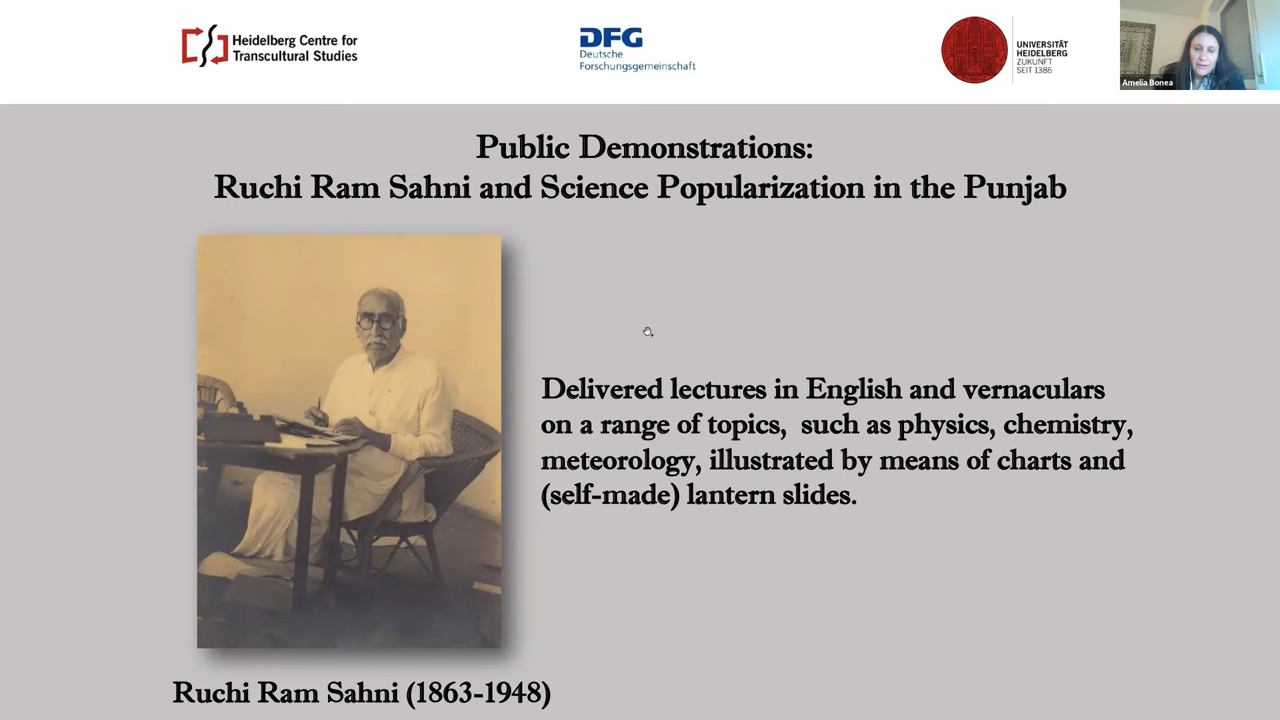 Heidelberg Centre for
Transcultural Studies
DFG
Deutsche
Forschungsgemeinschaft
UNIVERSITÄT
HEIDELBERG
ZUKUNFT
SEIT 1386
Amelia Bonea
Public Demonstrations:
Ruchi Ram Sahni and Science Popularization in the Punjab
Delivered lectures in English and vernaculars
on a range of topics,  such as physics, chemistry,
meteorology, illustrated by means of charts and
(self-made) lantern slides.
Ruchi Ram Sahni (1863-1948)